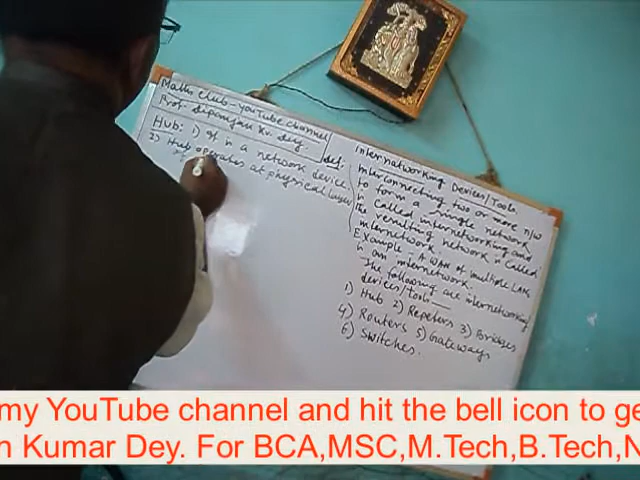 Maths club - YouTube channel
Prof. Dipanjan Kr. Dey
Hub: 1) It is a network device.
2) Hub operates at physical layer
Internetworking Devices/Tools
def: Interconnecting two or more n/w
to form a single network
is called internetworking and
the resulting network is called
internetwork.
Example - A WAN of multiple LANs
is an internetwork.
The following are internetworking
devices/tools:
1) Hub 2) Repeters 3) Bridges
4) Routers 5) Gateways
6) Switches.
my YouTube channel and hit the bell icon to ge
n Kumar Dey. For BCA,MSC,M.Tech,B.Tech,N